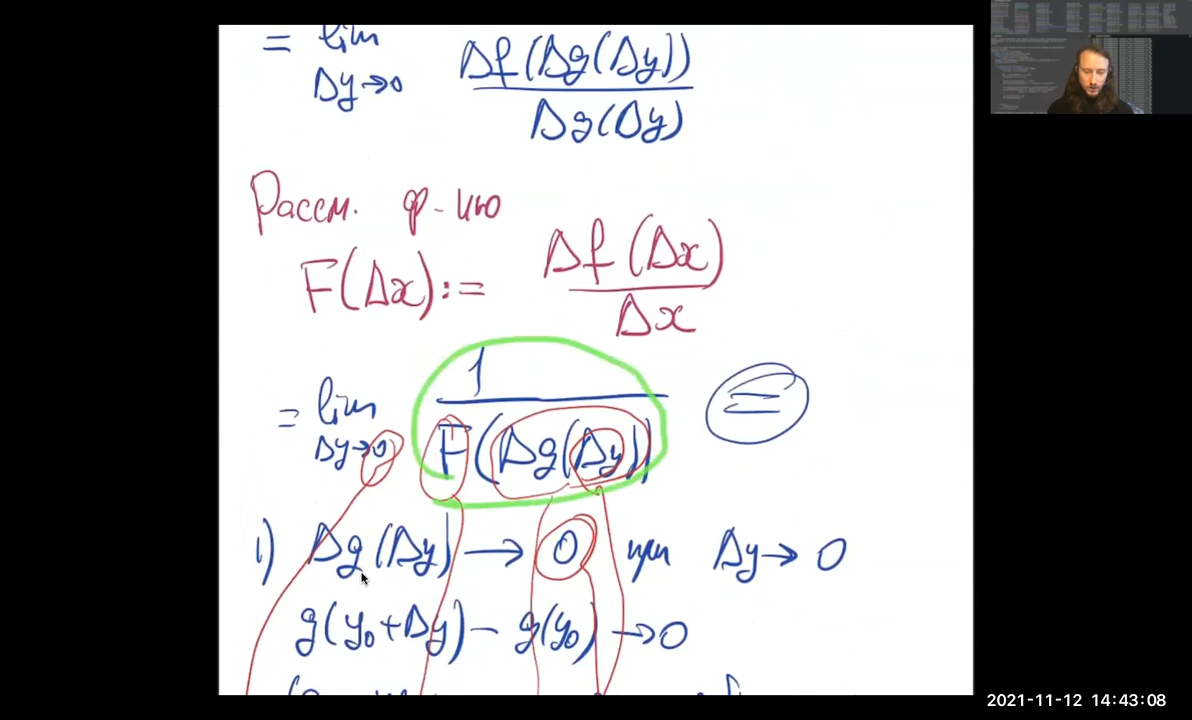 = lim Δy→0 Δf(Δg(Δy)) / Δg(Δy)
Рассм. ф-цию
F(Δx) := Δf(Δx) / Δx
= lim Δy→0 1 / F(Δg(Δy)) =
1) Δg(Δy) → 0 при Δy → 0
g(y₀+Δy) − g(y₀) → 0
2021-11-12 14:43:08